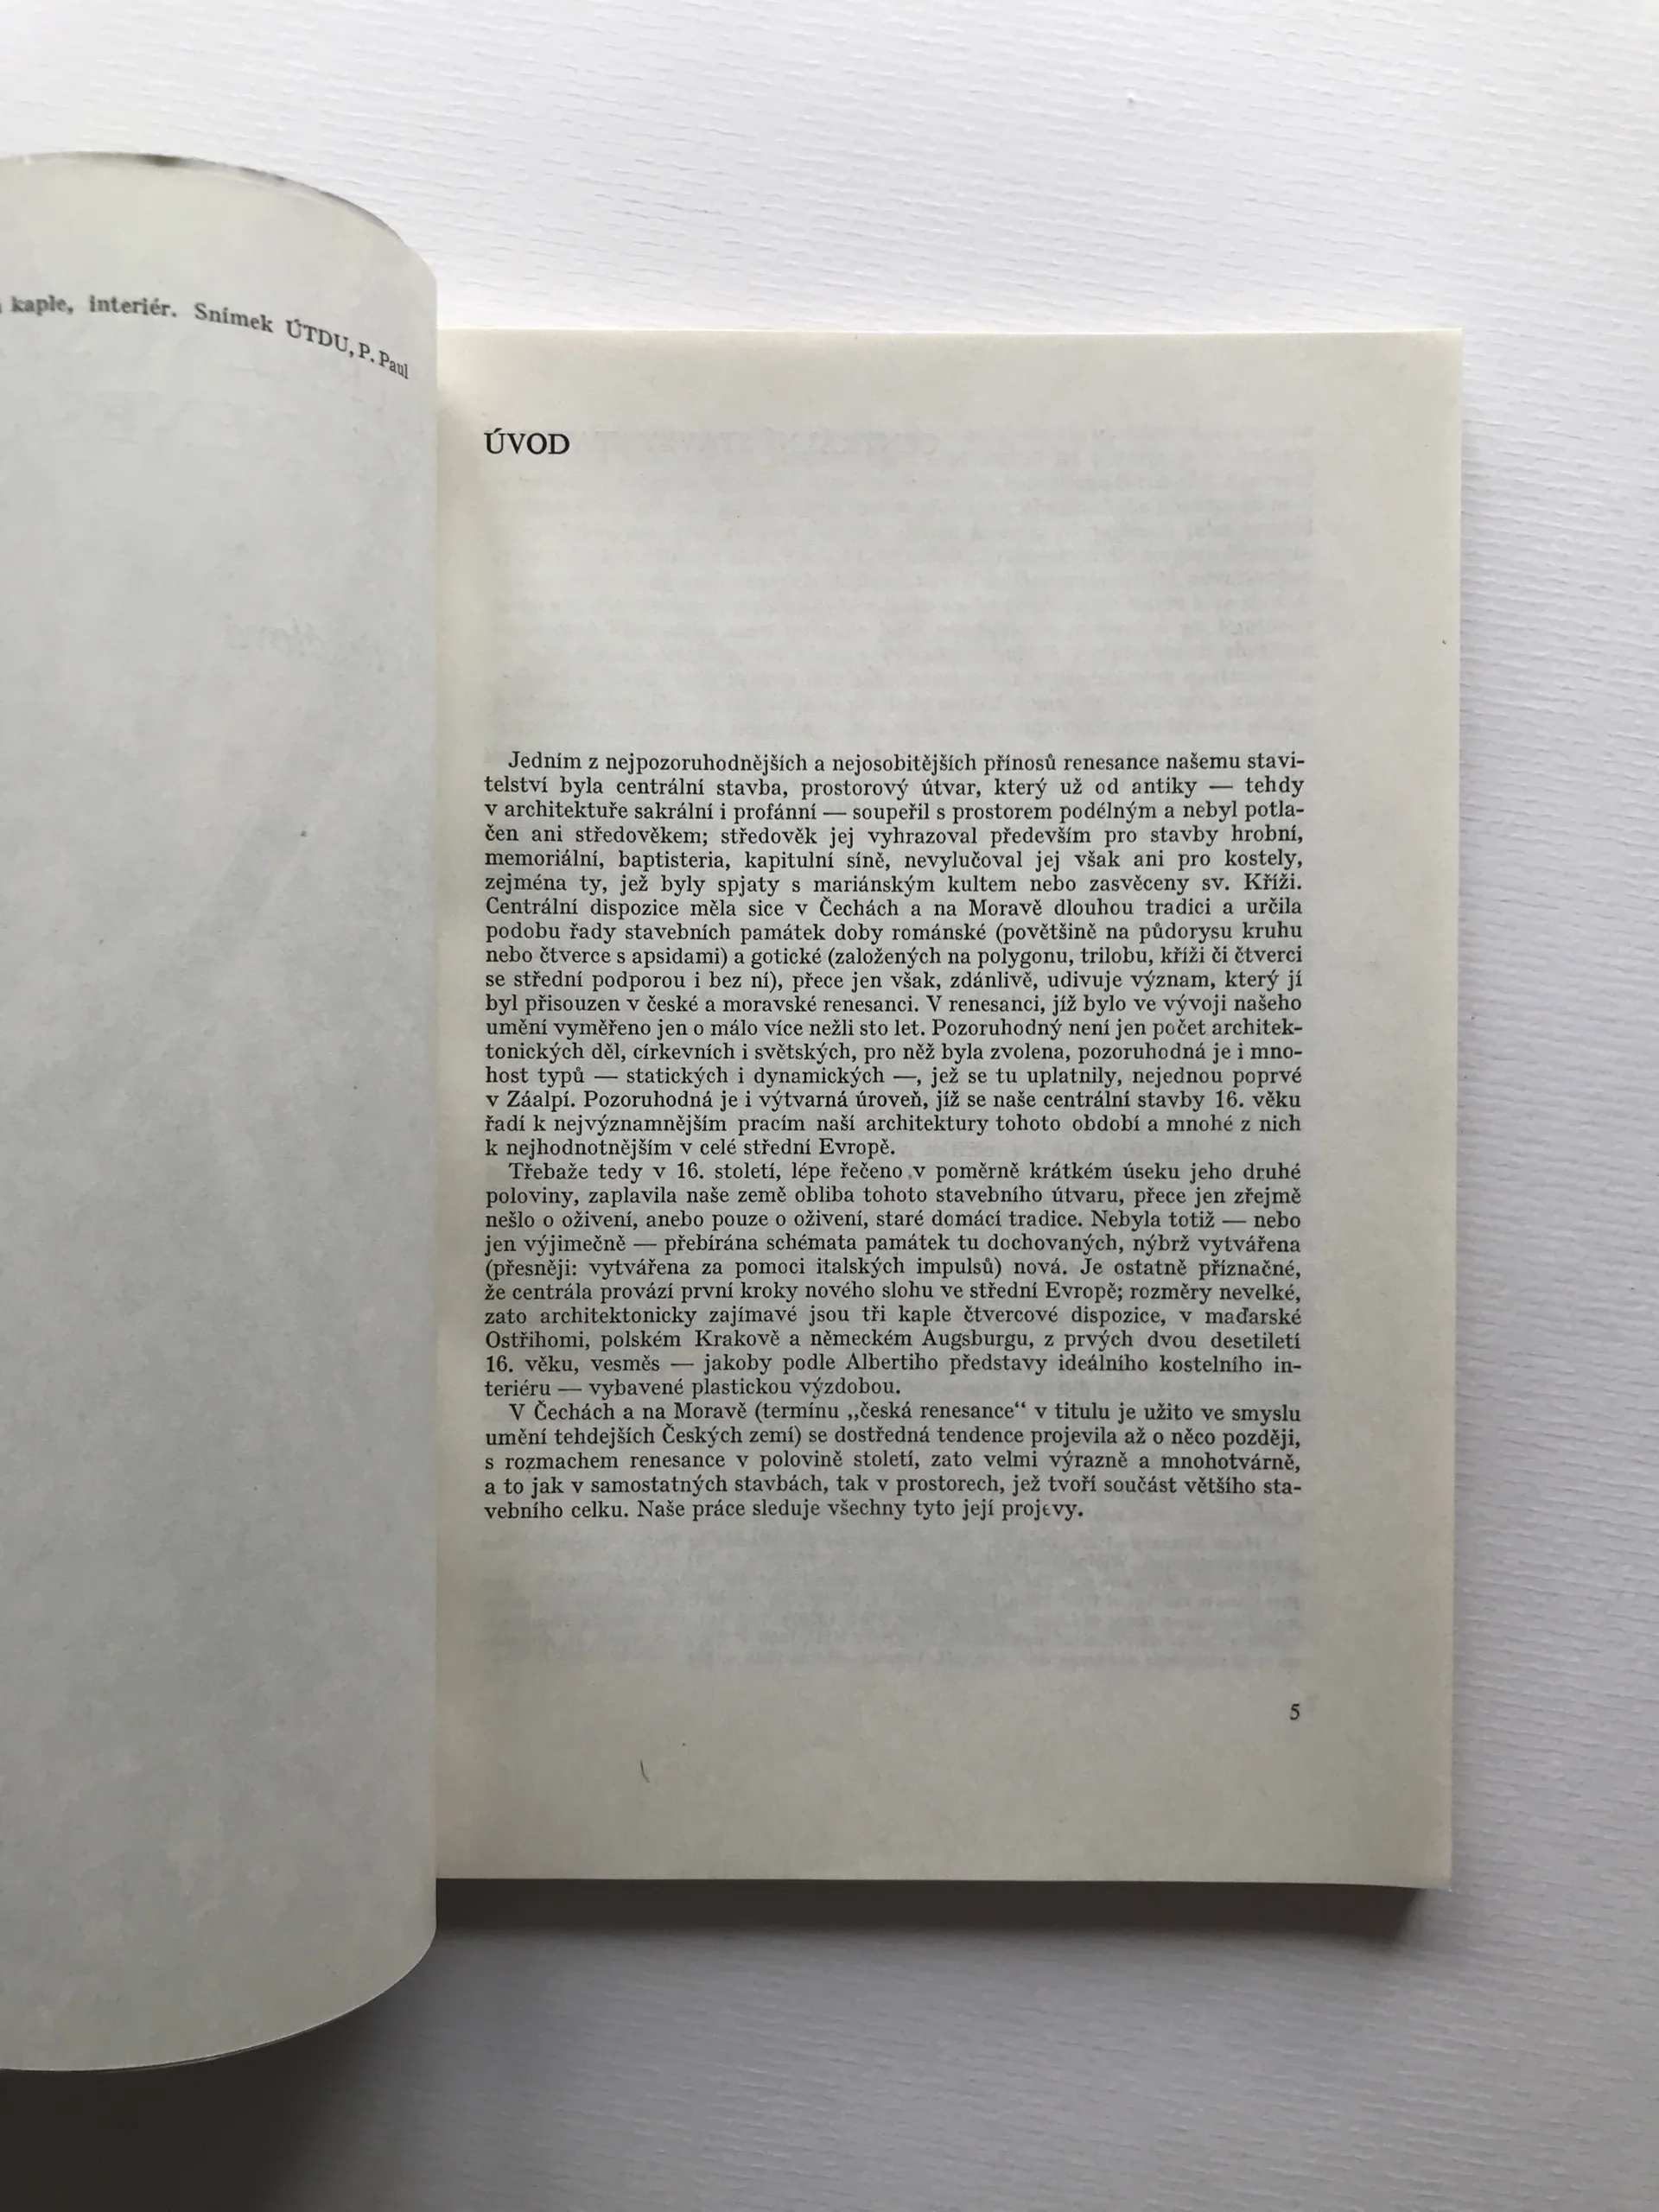 kaple, interiér. Snímek ÚTDU, P. Paul
ÚVOD
Jedním z nejpozoruhodnějších a nejosobitějších přínosů renesance našemu stavi-
telství byla centrální stavba, prostorový útvar, který už od antiky — tehdy
v architektuře sakrální i profánní — soupeřil s prostorem podélným a nebyl potla-
čen ani středověkem; středověk jej vyhrazoval především pro stavby hrobní,
memoriální, baptisteria, kapitulní síně, nevylučoval jej však ani pro kostely,
zejména ty, jež byly spjaty s mariánským kultem nebo zasvěceny sv. Kříži.
Centrální dispozice měla sice v Čechách a na Moravě dlouhou tradici a určila
podobu řady stavebních památek doby románské (povětšině na půdorysu kruhu
nebo čtverce s apsidami) a gotické (založených na polygonu, trilobu, kříži či čtverci
se střední podporou i bez ní), přece jen však, zdánlivě, udivuje význam, který jí
byl přisouzen v české a moravské renesanci. V renesanci, jíž bylo ve vývoji našeho
umění vyměřeno jen o málo více nežli sto let. Pozoruhodný není jen počet architek-
tonických děl, církevních i světských, pro něž byla zvolena, pozoruhodná je i mno-
host typů — statických i dynamických —, jež se tu uplatnily, nejednou poprvé
v Záalpí. Pozoruhodná je i výtvarná úroveň, jíž se naše centrální stavby 16. věku
řadí k nejvýznamnějším pracím naší architektury tohoto období a mnohé z nich
k nejhodnotnějším v celé střední Evropě.
Třebaže tedy v 16. století, lépe řečeno v poměrně krátkém úseku jeho druhé
poloviny, zaplavila naše země obliba tohoto stavebního útvaru, přece jen zřejmě
nešlo o oživení, anebo pouze o oživení, staré domácí tradice. Nebyla totiž — nebo
jen výjimečně — přebírána schémata památek tu dochovaných, nýbrž vytvářena
(přesněji: vytvářena za pomoci italských impulsů) nová. Je ostatně příznačné,
že centrála provází první kroky nového slohu ve střední Evropě; rozměry nevelké,
zato architektonicky zajímavé jsou tři kaple čtvercové dispozice, v maďarské
Ostřihomi, polském Krakově a německém Augsburgu, z prvých dvou desetiletí
16. věku, vesměs — jakoby podle Albertiho představy ideálního kostelního in-
teriéru — vybavené plastickou výzdobou.
V Čechách a na Moravě (termínu „česká renesance“ v titulu je užito ve smyslu
umění tehdejších Českých zemí) se dostředná tendence projevila až o něco později,
s rozmachem renesance v polovině století, zato velmi výrazně a mnohotvárně,
a to jak v samostatných stavbách, tak v prostorech, jež tvoří součást většího sta-
vebního celku. Naše práce sleduje všechny tyto její projevy.
5